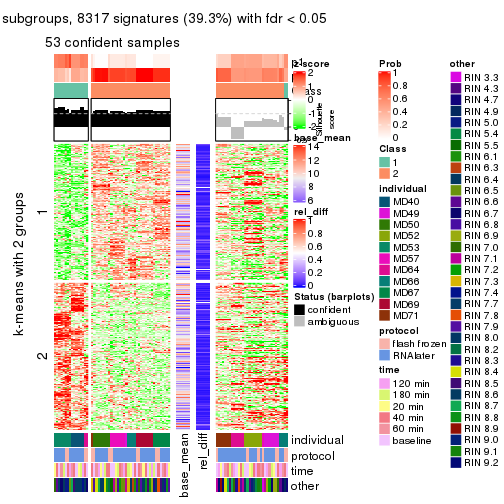 subgroups, 8317 signatures (39.3%) with fdr < 0.05
53 confident samples
k-means with 2 groups
1
2
p1
z-score
2
1
0
-1
-2
Silhouette
score
base_mean
14
12
10
8
6
rel_diff
1
0.8
0.6
0.4
0.2
0
Status (barplots)
confident
ambiguous
individual
protocol
time
other
base_mean
rel_diff
Prob
1
0.8
0.6
0.4
0.2
0
Class
1
2
individual
MD40
MD49
MD50
MD52
MD53
MD57
MD64
MD66
MD67
MD69
MD71
protocol
flash frozen
RNAlater
time
120 min
180 min
20 min
40 min
60 min
baseline
other
RIN 3.3
RIN 4.3
RIN 4.7
RIN 4.9
RIN 5.0
RIN 5.4
RIN 5.5
RIN 6.1
RIN 6.3
RIN 6.4
RIN 6.5
RIN 6.6
RIN 6.7
RIN 6.8
RIN 6.9
RIN 7.0
RIN 7.1
RIN 7.2
RIN 7.3
RIN 7.4
RIN 7.7
RIN 7.8
RIN 7.9
RIN 8.0
RIN 8.2
RIN 8.3
RIN 8.4
RIN 8.5
RIN 8.6
RIN 8.7
RIN 8.8
RIN 8.9
RIN 9.0
RIN 9.1
RIN 9.2